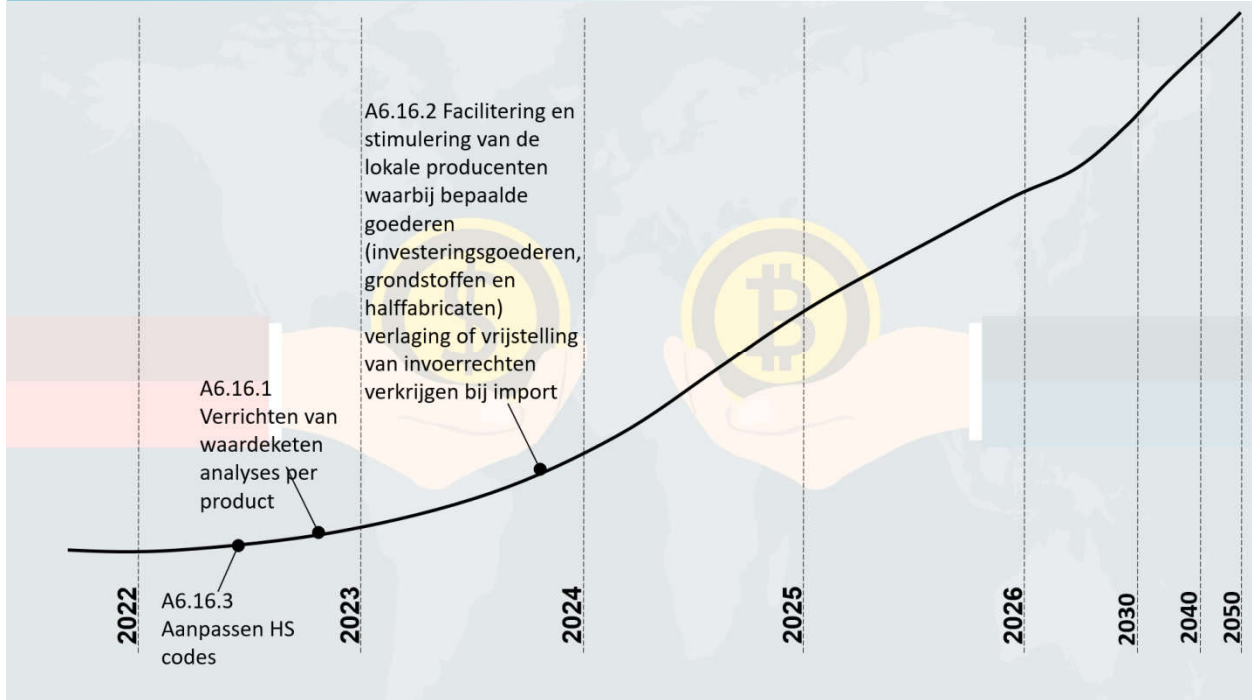 A6.16.2 Facilitering en
stimulering van de
lokale producenten
waarbij bepaalde
goederen
(investeringsgoederen,
grondstoffen en
halffabricaten)
verlaging of vrijstelling
van invoerrechten
verkrijgen bij import
A6.16.1
Verrichten van
waardeketen
analyses per
product
A6.16.3
Aanpassen HS
codes
2022
2023
2024
2025
2026
2030
2040
2050